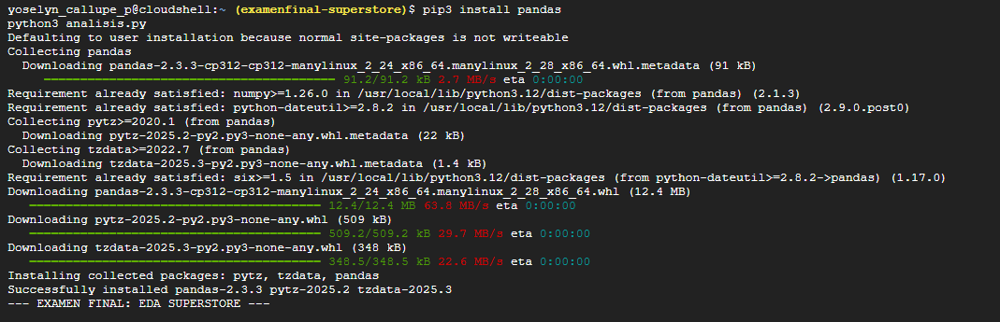 yoselyn_callupe_p@cloudshell:~ (examenfinal-superstore)$ pip3 install pandas
python3 analisis.py
Defaulting to user installation because normal site-packages is not writeable
Collecting pandas
Downloading pandas-2.3.3-cp312-cp312-manylinux_2_24_x86_64.manylinux_2_28_x86_64.whl.metadata (91 kB)
91.2/91.2 kB 2.7 MB/s eta 0:00:00
Requirement already satisfied: numpy>=1.26.0 in /usr/local/lib/python3.12/dist-packages (from pandas) (2.1.3)
Requirement already satisfied: python-dateutil>=2.8.2 in /usr/local/lib/python3.12/dist-packages (from pandas) (2.9.0.post0)
Collecting pytz>=2020.1 (from pandas)
Downloading pytz-2025.2-py2.py3-none-any.whl.metadata (22 kB)
Collecting tzdata>=2022.7 (from pandas)
Downloading tzdata-2025.3-py2.py3-none-any.whl.metadata (1.4 kB)
Requirement already satisfied: six>=1.5 in /usr/local/lib/python3.12/dist-packages (from python-dateutil>=2.8.2->pandas) (1.17.0)
Downloading pandas-2.3.3-cp312-cp312-manylinux_2_24_x86_64.manylinux_2_28_x86_64.whl (12.4 MB)
12.4/12.4 MB 63.8 MB/s eta 0:00:00
Downloading pytz-2025.2-py2.py3-none-any.whl (509 kB)
509.2/509.2 kB 29.7 MB/s eta 0:00:00
Downloading tzdata-2025.3-py2.py3-none-any.whl (348 kB)
348.5/348.5 kB 22.6 MB/s eta 0:00:00
Installing collected packages: pytz, tzdata, pandas
Successfully installed pandas-2.3.3 pytz-2025.2 tzdata-2025.3
--- EXAMEN FINAL: EDA SUPERSTORE ---